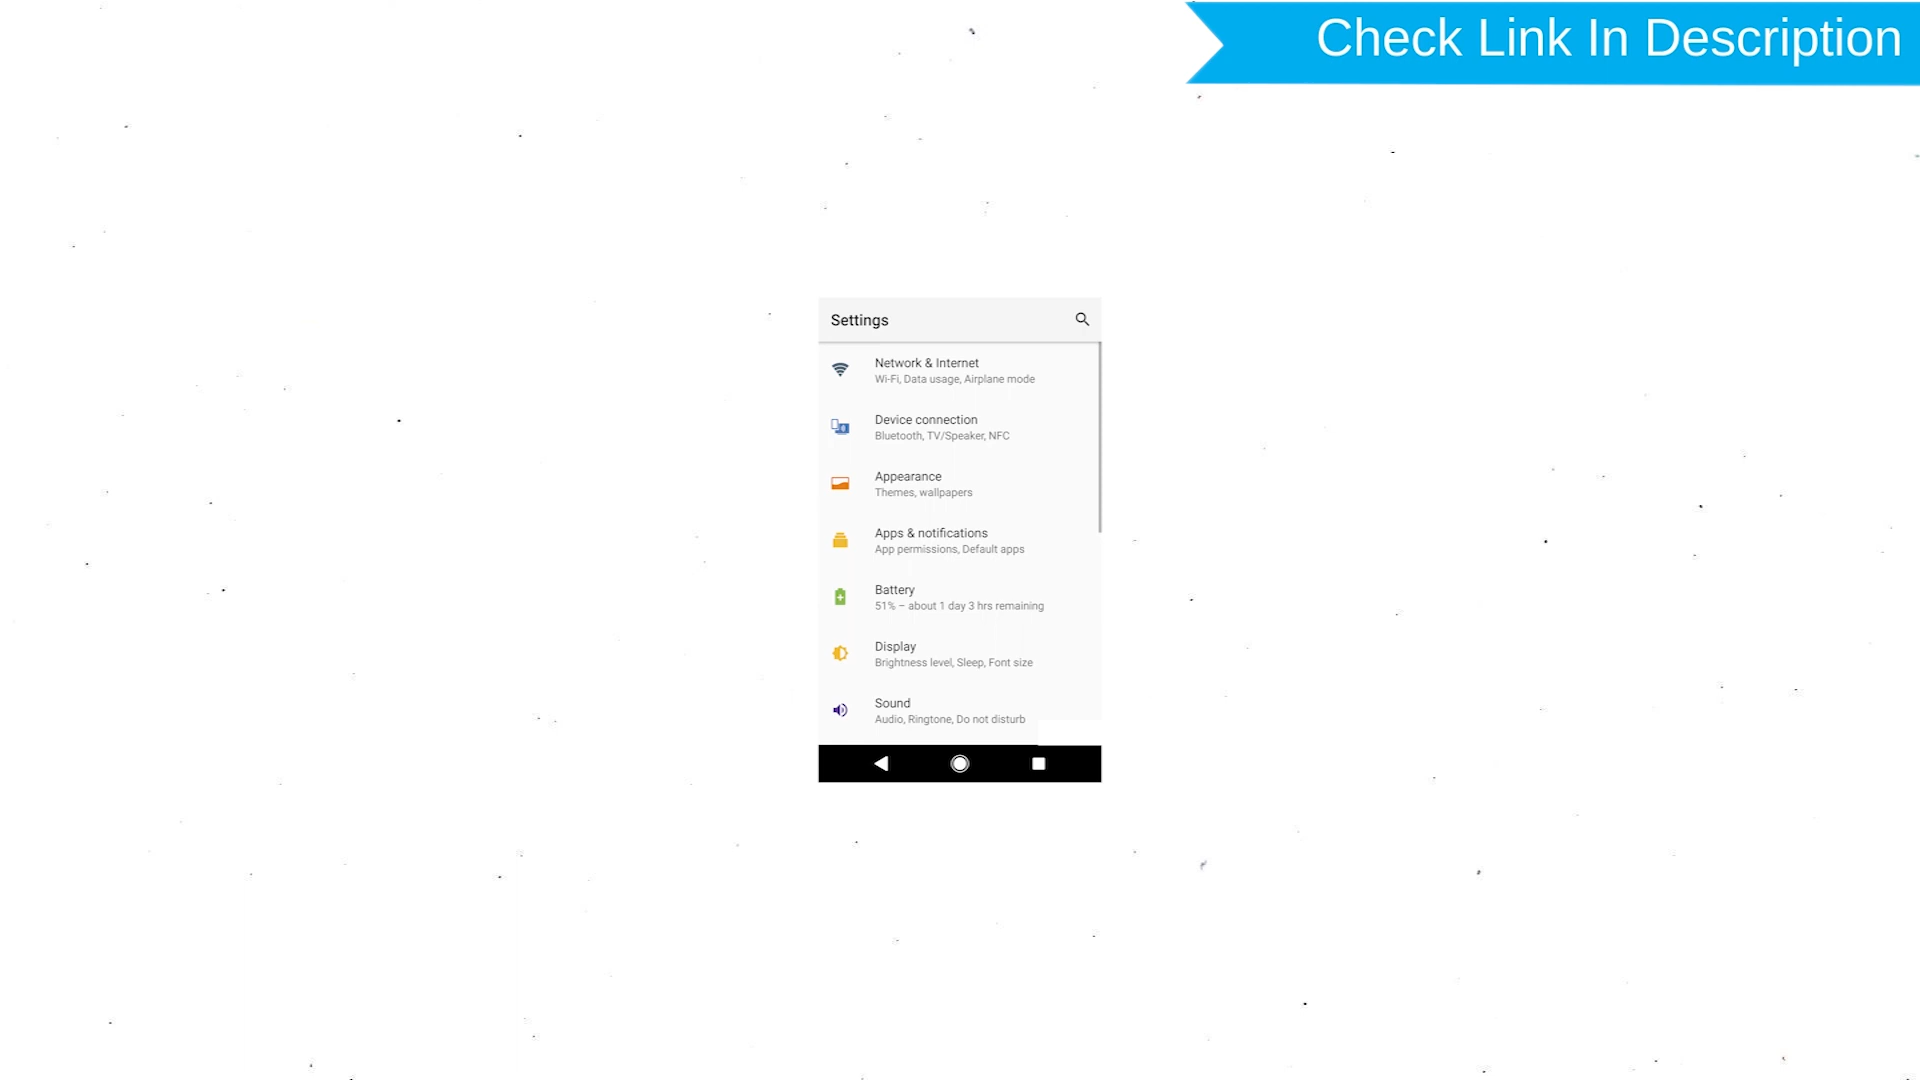 Check Link In Description
Settings
Network & Internet
Wi-Fi, Data usage, Airplane mode
Device connection
Bluetooth, TV/Speaker, NFC
Appearance
Themes, wallpapers
Apps & notifications
App permissions, Default apps
Battery
51% – about 1 day 3 hrs remaining
Display
Brightness level, Sleep, Font size
Sound
Audio, Ringtone, Do not disturb